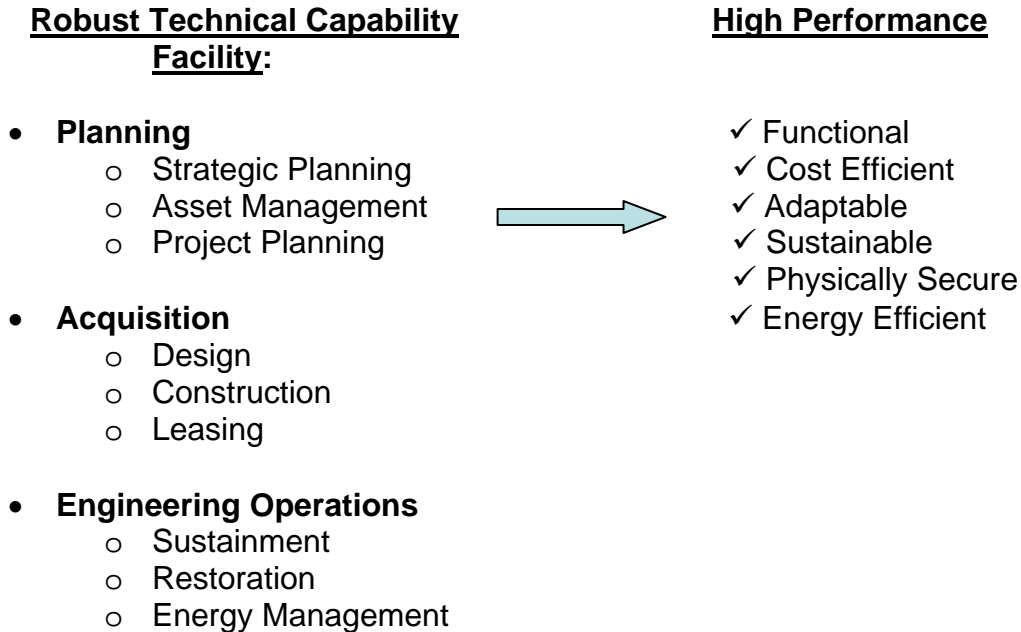 Robust Technical Capability
Facility:
• Planning
o Strategic Planning
o Asset Management
o Project Planning
• Acquisition
o Design
o Construction
o Leasing
• Engineering Operations
o Sustainment
o Restoration
o Energy Management
High Performance
✓ Functional
✓ Cost Efficient
✓ Adaptable
✓ Sustainable
✓ Physically Secure
✓ Energy Efficient